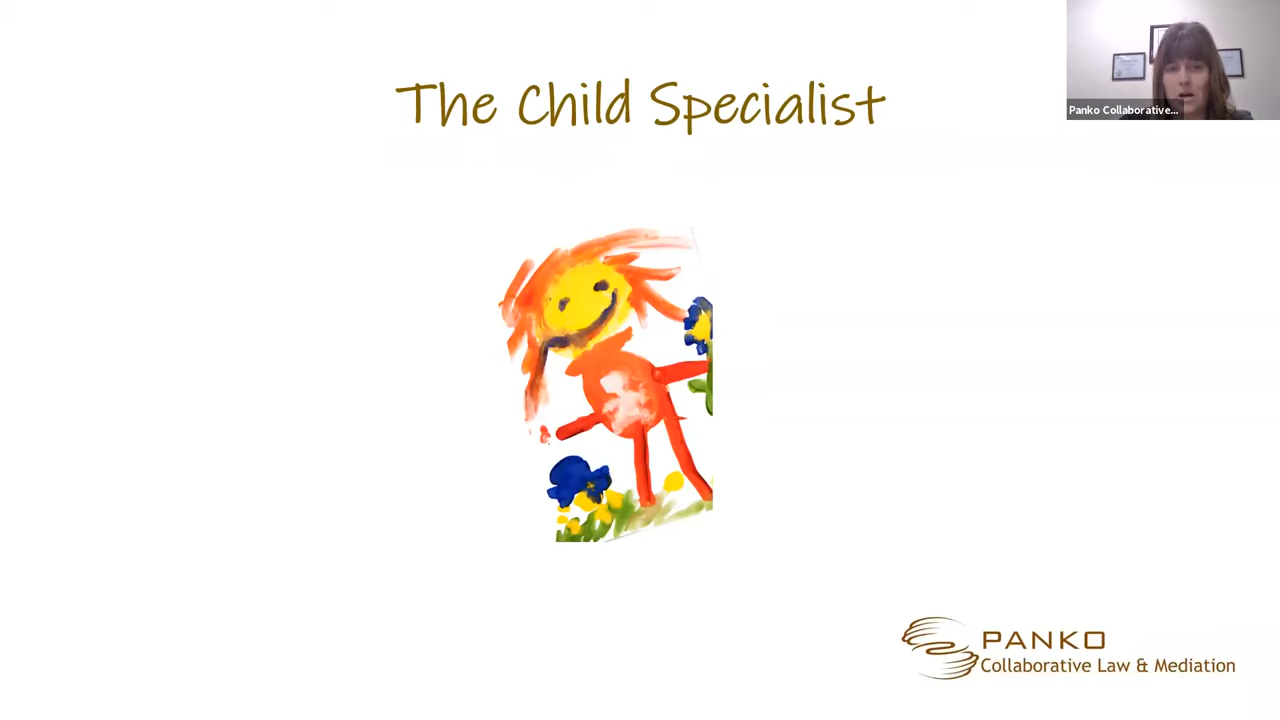 The Child Specialist
Panko Collaborative...
PANKO
Collaborative Law & Mediation